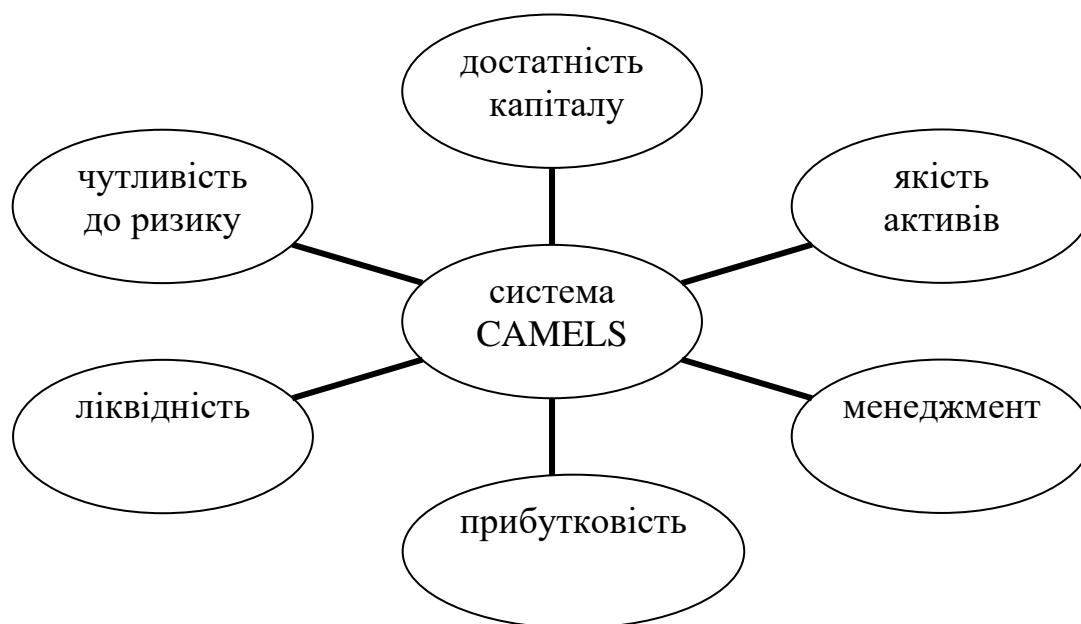 достатність
капіталу
чутливість
до ризику
якість
активів
система
CAMELS
ліквідність
менеджмент
прибутковість